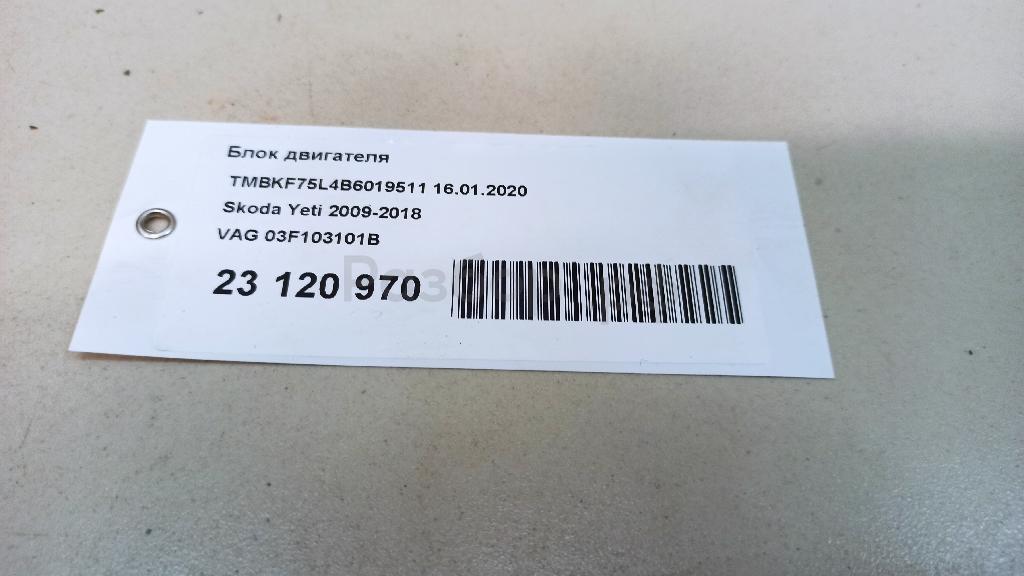 Блок двигателя
TMBKF75L4B6019511 16.01.2020
Skoda Yeti 2009-2018
VAG 03F103101B
23 120 970